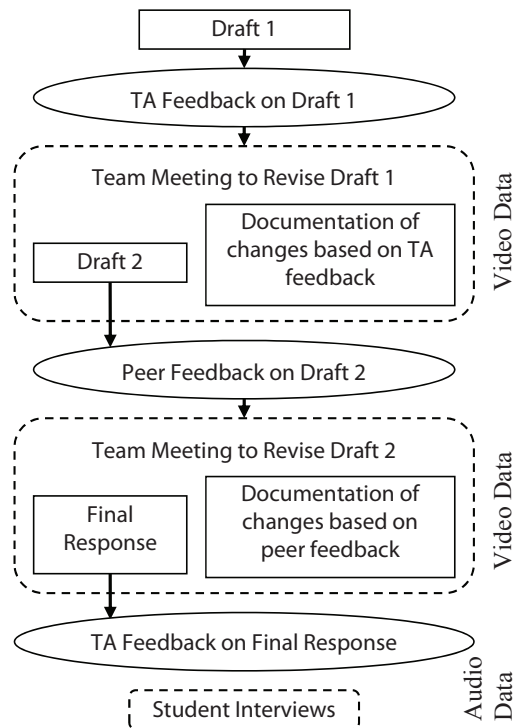 Draft 1
TA Feedback on Draft 1
Team Meeting to Revise Draft 1
Documentation of
changes based on TA
feedback
Draft 2
Video Data
Peer Feedback on Draft 2
Team Meeting to Revise Draft 2
Documentation of
changes based on
peer feedback
Final
Response
Video Data
TA Feedback on Final Response
Student Interviews
Audio
Data